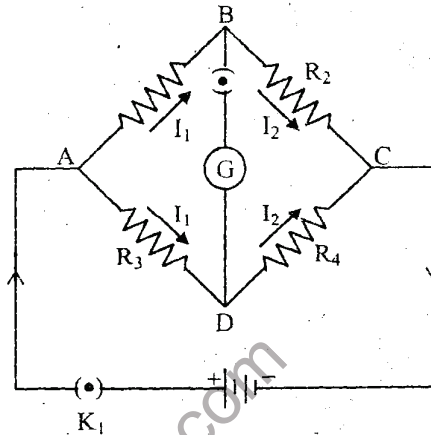 B
R₂
I₁
I₂
A
G
C
I₁
I₂
R₃
R₄
D
+
−
K₁
.com